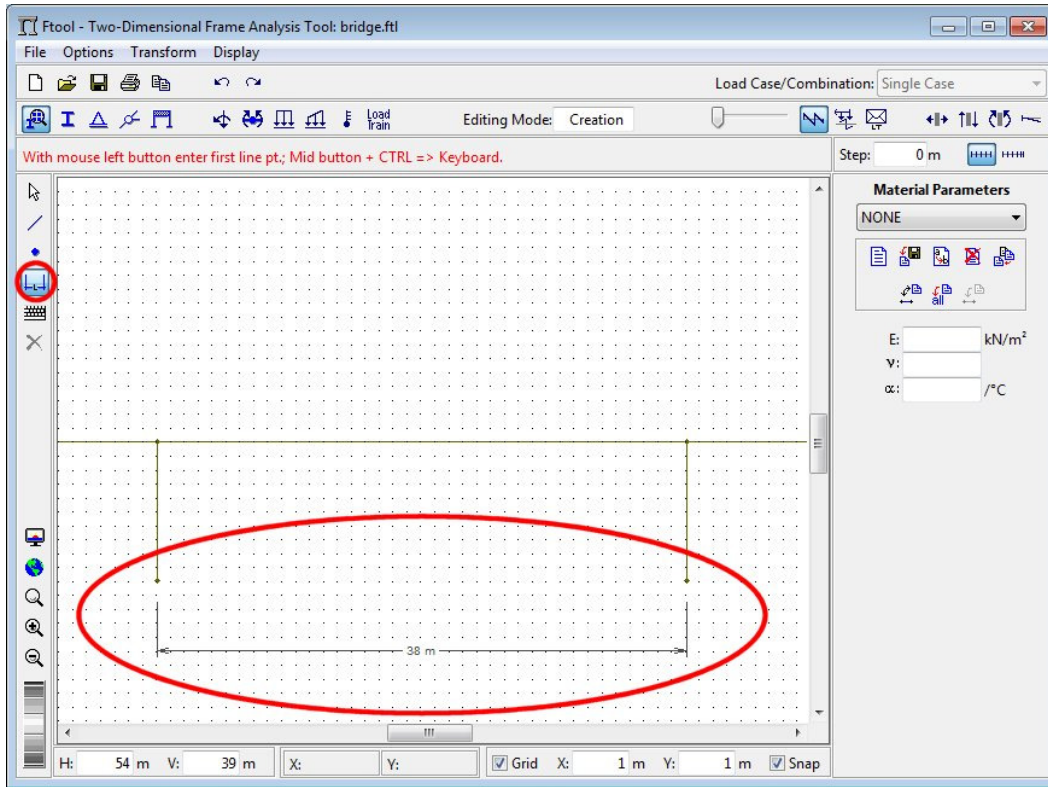 Ftool - Two-Dimensional Frame Analysis Tool: bridge.ftl
File Options Transform Display
Load Case/Combination: Single Case
Load Train
Editing Mode: Creation
LT
With mouse left button enter first line pt.; Mid button + CTRL => Keyboard.
Step: 0 m
Material Parameters
NONE
all
E: kN/m²
ν:
α: /°C
L
38 m
H: 54 m V: 39 m X: Y: Grid X: 1 m Y: 1 m Snap